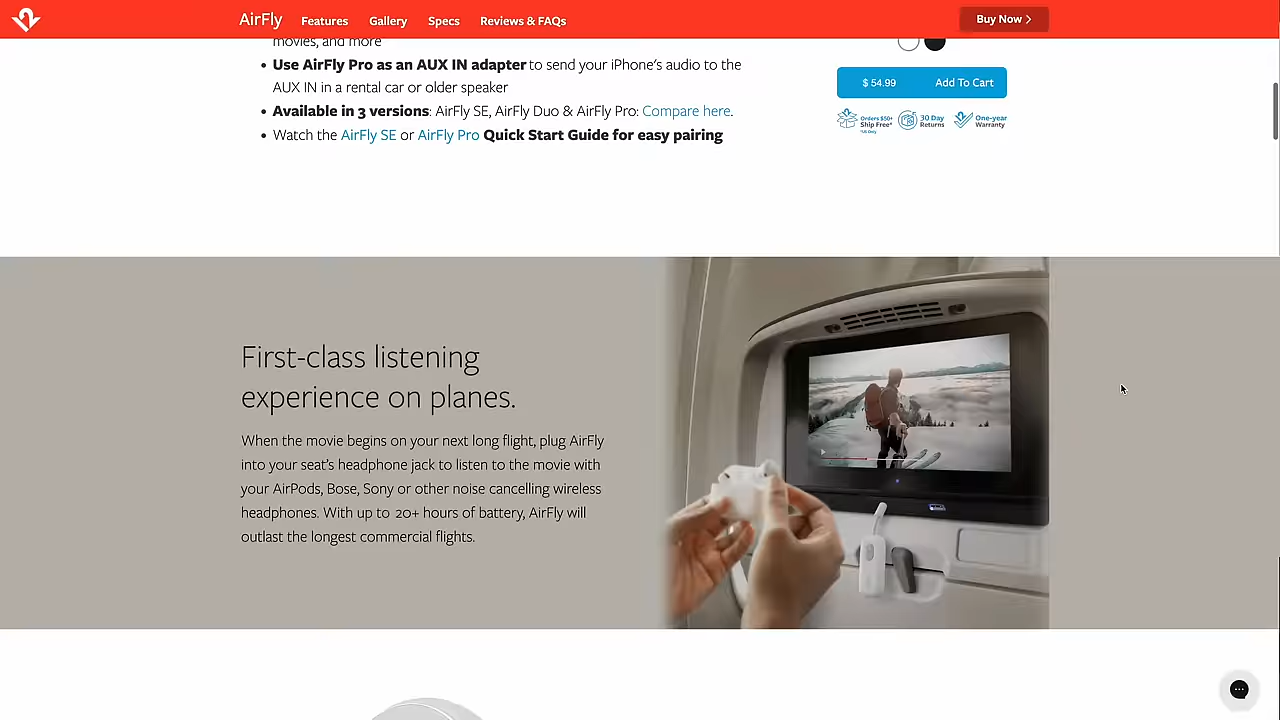 AirFly
Features
Gallery
Specs
Reviews & FAQs
Buy Now
movies, and more
• Use AirFly Pro as an AUX IN adapter to send your iPhone's audio to the
AUX IN in a rental car or older speaker
• Available in 3 versions: AirFly SE, AirFly Duo & AirFly Pro: Compare here.
• Watch the AirFly SE or AirFly Pro Quick Start Guide for easy pairing
$ 54.99 Add To Cart
Orders $50+
Ship Free*
*US Only
30 Day
Returns
One-year
Warranty
First-class listening
experience on planes.
When the movie begins on your next long flight, plug AirFly
into your seat's headphone jack to listen to the movie with
your AirPods, Bose, Sony or other noise cancelling wireless
headphones. With up to 20+ hours of battery, AirFly will
outlast the longest commercial flights.